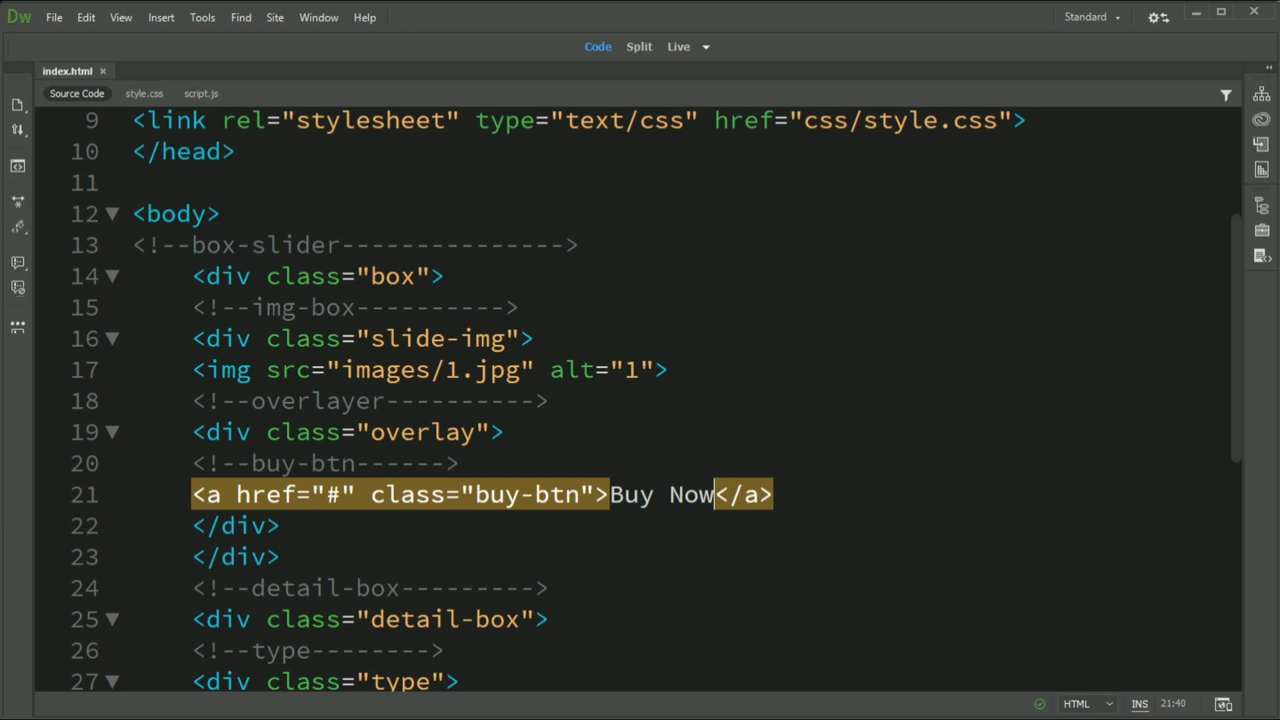 Dw File Edit View Insert Tools Find Site Window Help Standard
Code Split Live
index.html ×
Source Code style.css script.js
9 <link rel="stylesheet" type="text/css" href="css/style.css">
10 </head>
11
12 <body>
13 <!--box-slider--------------->
14 <div class="box">
15 <!--img-box---------->
16 <div class="slide-img">
17 <img src="images/1.jpg" alt="1">
18 <!--overlayer---------->
19 <div class="overlay">
20 <!--buy-btn------>
21 <a href="#" class="buy-btn">Buy Now</a>
22 </div>
23 </div>
24 <!--detail-box--------->
25 <div class="detail-box">
26 <!--type-------->
27 <div class="type">
HTML INS 21:40